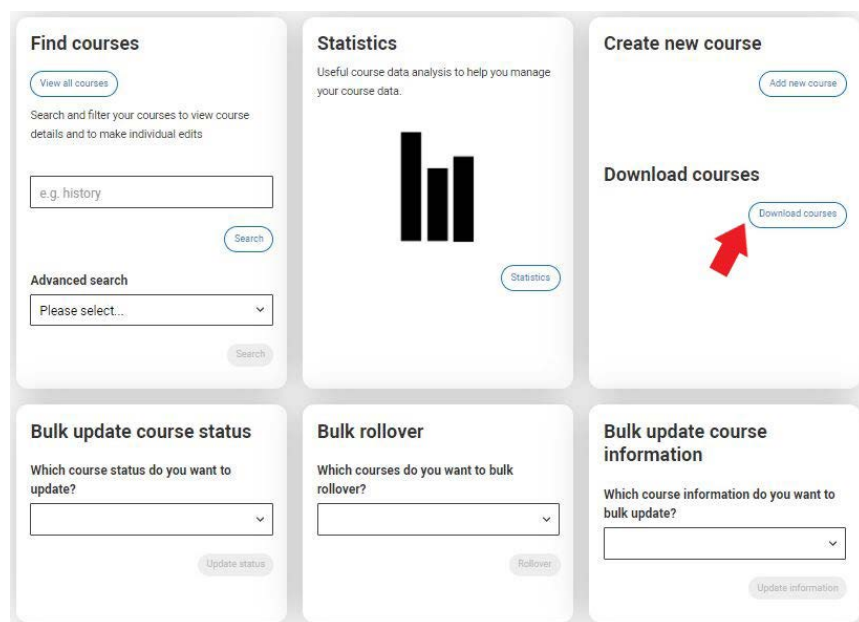 Find courses
View all courses
Search and filter your courses to view course
details and to make individual edits
e.g. history
Search
Advanced search
Please select...
Search
Statistics
Useful course data analysis to help you manage
your course data.
Statistics
Create new course
Add new course
Download courses
Download courses
Bulk update course status
Which course status do you want to
update?
Update status
Bulk rollover
Which courses do you want to bulk
rollover?
Rollover
Bulk update course
information
Which course information do you want to
bulk update?
Update information